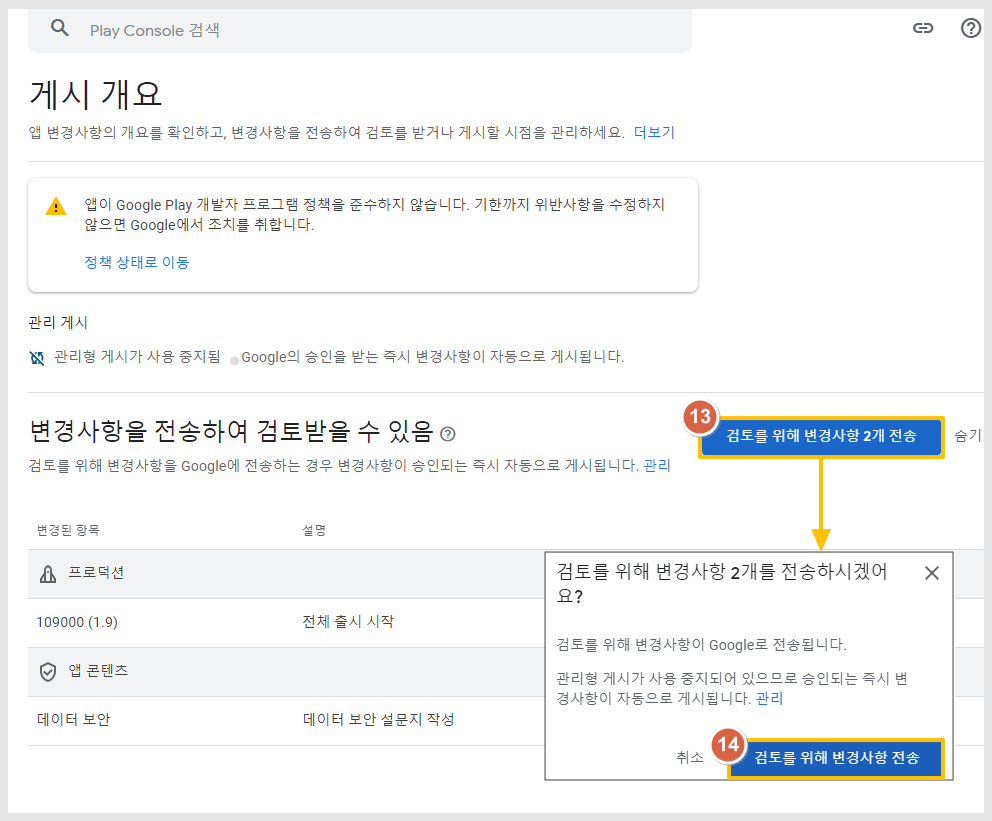 Play Console 검색
게시 개요
앱 변경사항의 개요를 확인하고, 변경사항을 전송하여 검토를 받거나 게시할 시점을 관리하세요. 더보기
앱이 Google Play 개발자 프로그램 정책을 준수하지 않습니다. 기한까지 위반사항을 수정하지
않으면 Google에서 조치를 취합니다.
정책 상태로 이동
관리 게시
관리형 게시가 사용 중지됨 Google의 승인을 받는 즉시 변경사항이 자동으로 게시됩니다.
변경사항을 전송하여 검토받을 수 있음
13 검토를 위해 변경사항 2개 전송 숨기
검토를 위해 변경사항을 Google에 전송하는 경우 변경사항이 승인되는 즉시 자동으로 게시됩니다. 관리
변경된 항목 설명
프로덕션
109000 (1.9) 전체 출시 시작
앱 콘텐츠
데이터 보안 데이터 보안 설문지 작성
검토를 위해 변경사항 2개를 전송하시겠어
요?
검토를 위해 변경사항이 Google로 전송됩니다.
관리형 게시가 사용 중지되어 있으므로 승인되는 즉시 변
경사항이 자동으로 게시됩니다. 관리
취소 14 검토를 위해 변경사항 전송